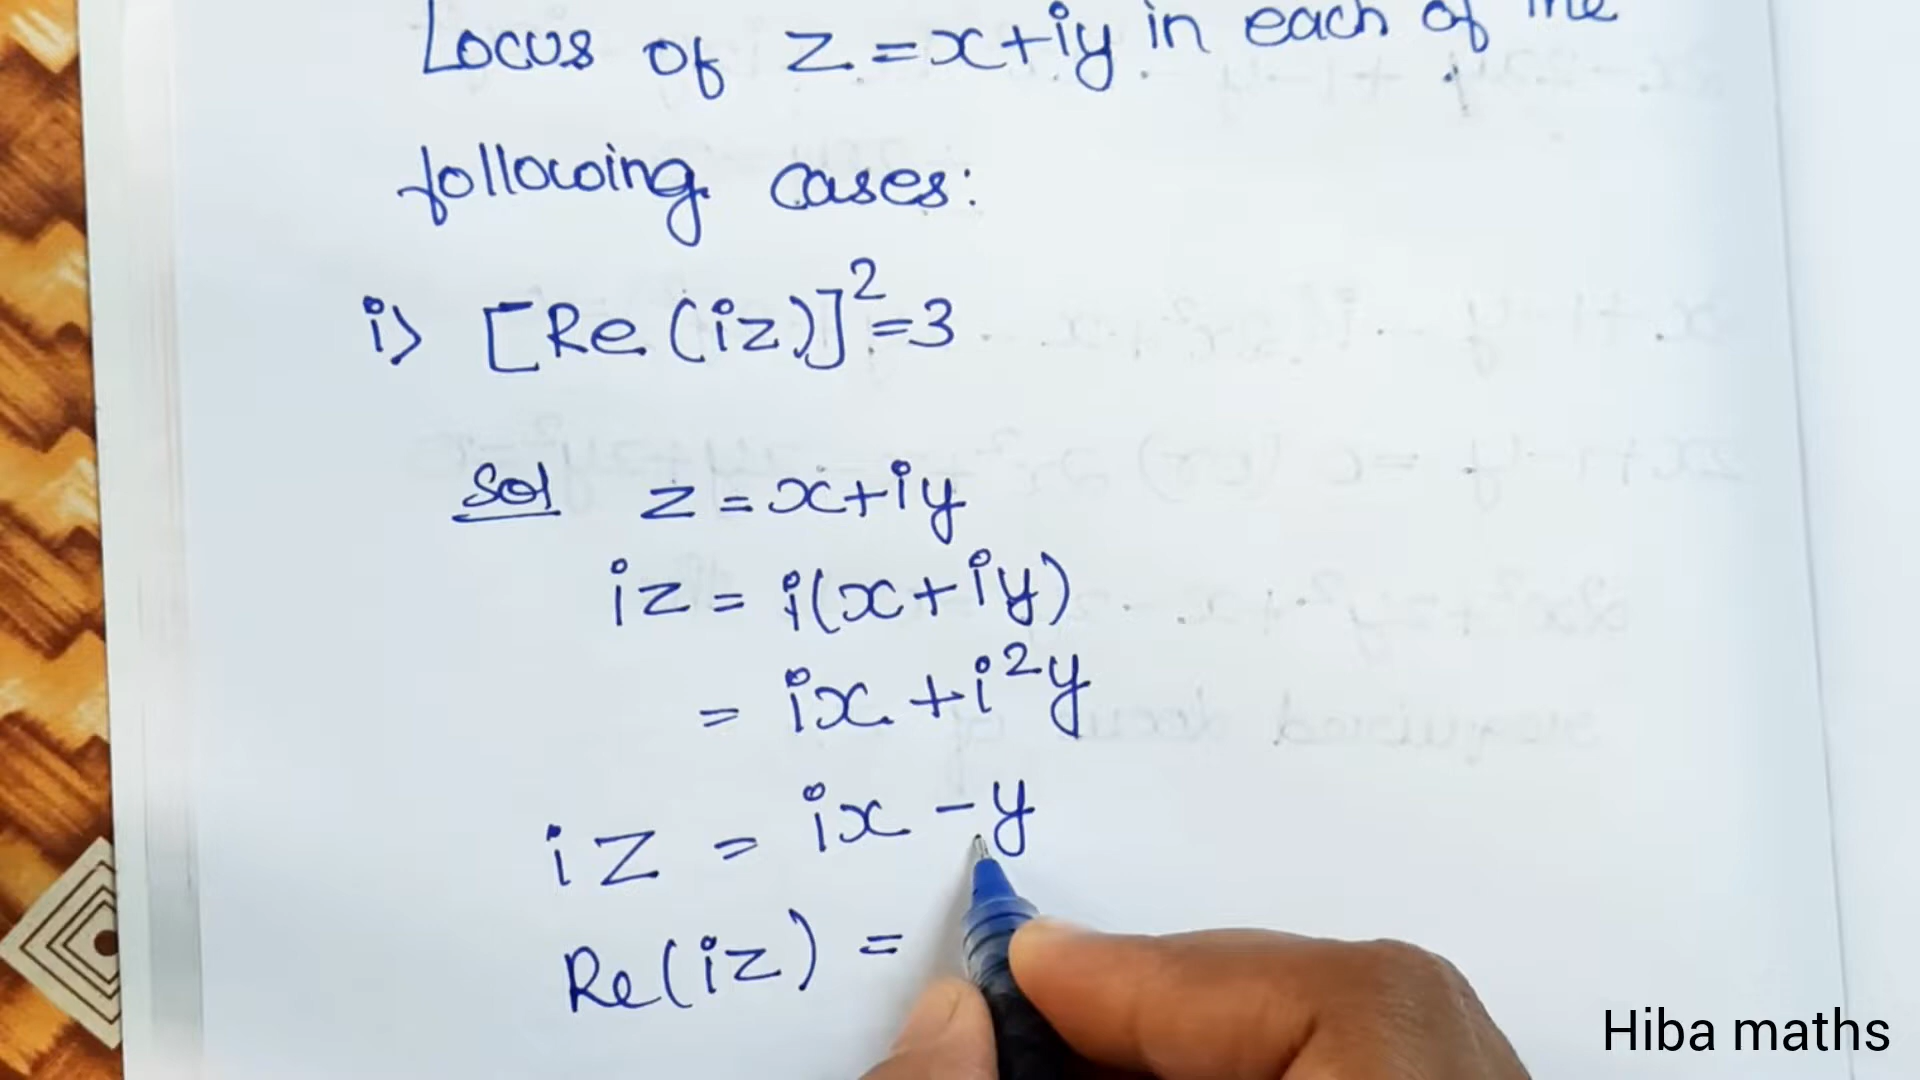 Locus of z = x+iy in each of the
following cases:
i) [Re(iz)]²=3
Sol z = x+iy
iz = i(x+iy)
= ix + i²y
iz = ix - y
Re(iz) =
Hiba maths